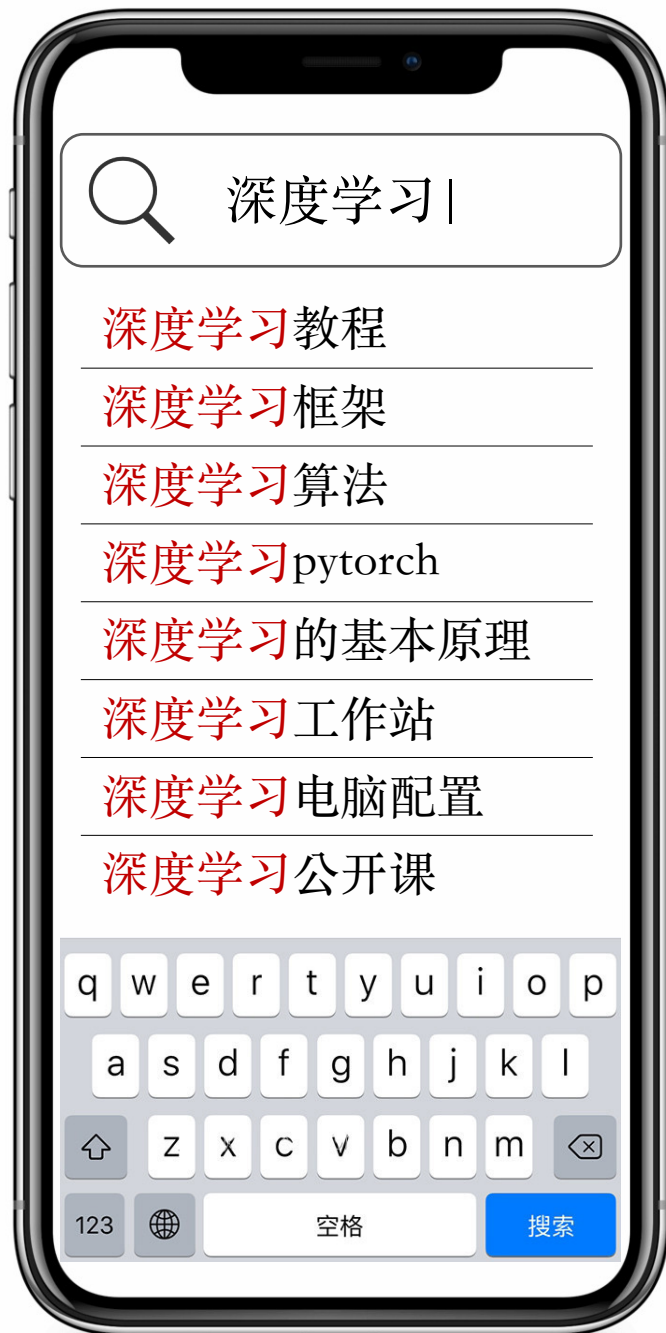 深度学习
深度学习教程
深度学习框架
深度学习算法
深度学习pytorch
深度学习的基本原理
深度学习工作站
深度学习电脑配置
深度学习公开课
q w e r t y u i o p
a s d f g h j k l
z x c v b n m
123 空格 搜索